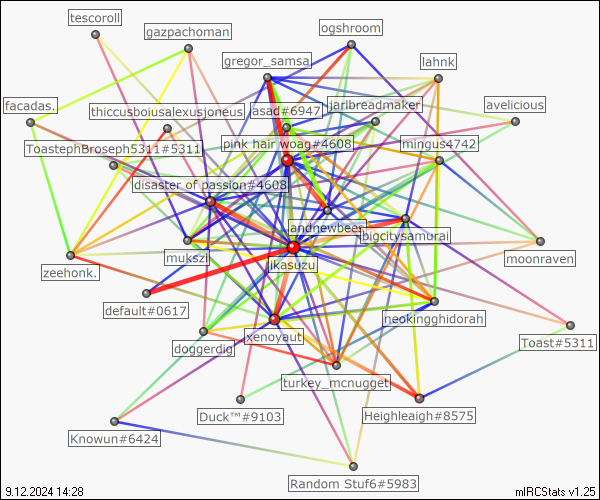 tescoroll
ogshroom
gazpachoman
gregor_samsa
lahnk
facadas.
thiccusboiusalexusjoneus
asad#6947
jarlbreadmaker
avelicious
ToastephBroseph5311#5311
pink hair woag#4608
mingus4742
disaster of passion#4608
andnewbees
bigcitysamurai
zeehonk.
mukszi
ikasuzu
moonraven
default#0617
neokingghidorah
doggerdig
xenoyaut
Toast#5311
turkey_mcnugget
Duck™#9103
Heighleaigh#8575
Knowun#6424
Random Stuf6#5983
9.12.2024 14:28
mIRCStats v1.25